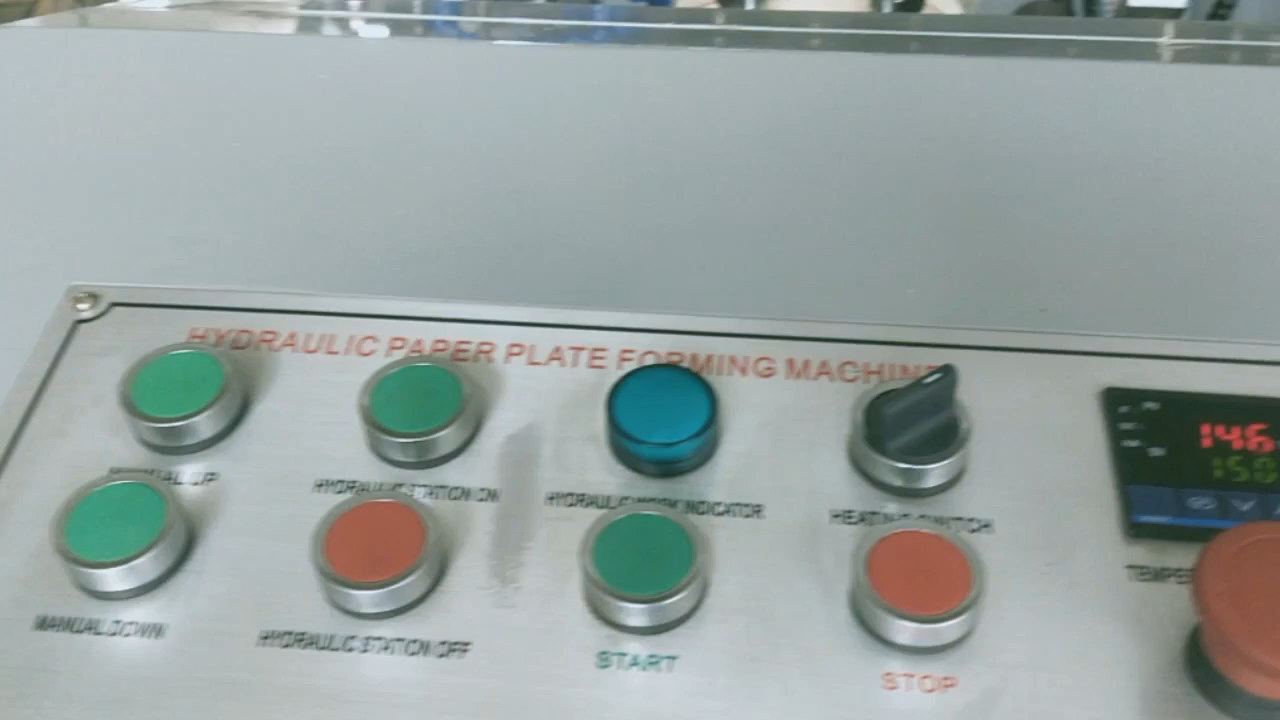 HYDRAULIC PAPER PLATE FORMING MACHINE
146
150
MANUAL UP
HYDRAULIC STATION ON
HYDRAULIC WORK INDICATOR
HEATING SWITCH
MANUAL DOWN
HYDRAULIC STATION OFF
START
STOP